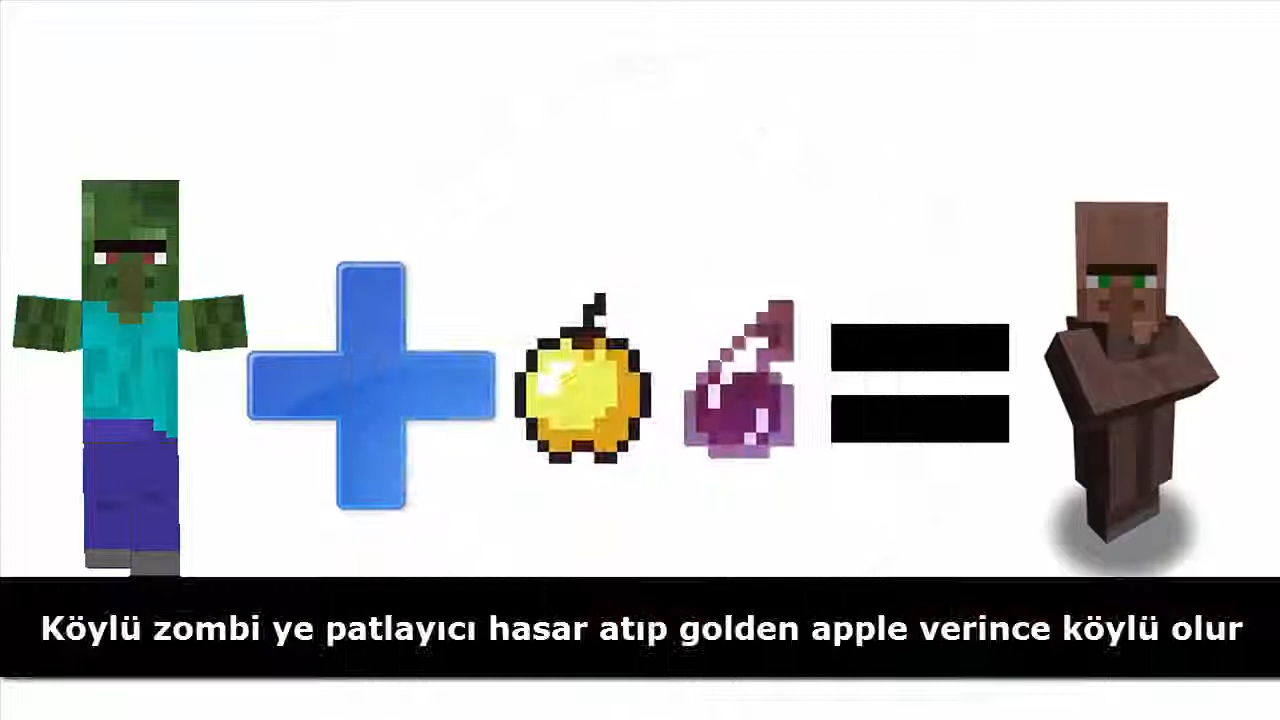 Köylü zombi ye patlayıcı hasar atıp golden apple verince köylü olur